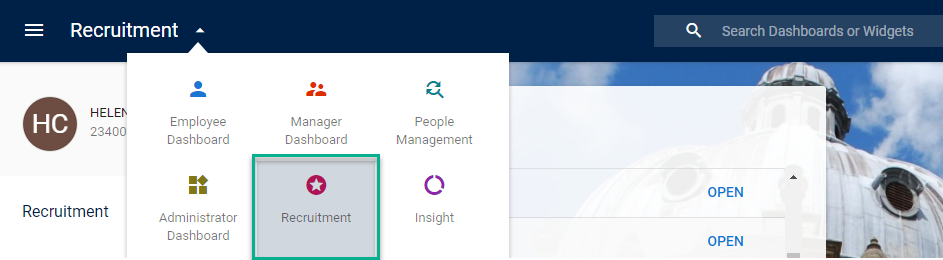 Recruitment
Search Dashboards or Widgets
HC
HELEN
23400
Employee
Dashboard
Manager
Dashboard
People
Management
OPEN
Recruitment
Administrator
Dashboard
Recruitment
Insight
OPEN